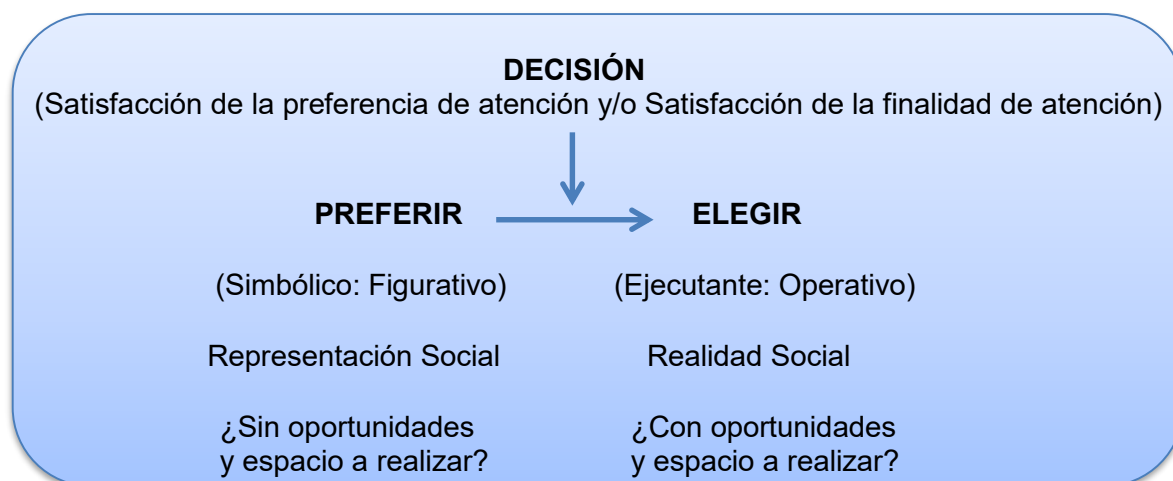 DECISIÓN
(Satisfacción de la preferencia de atención y/o Satisfacción de la finalidad de atención)
PREFERIR ELEGIR
(Simbólico: Figurativo) (Ejecutante: Operativo)
Representación Social Realidad Social
¿Sin oportunidades ¿Con oportunidades
y espacio a realizar? y espacio a realizar?